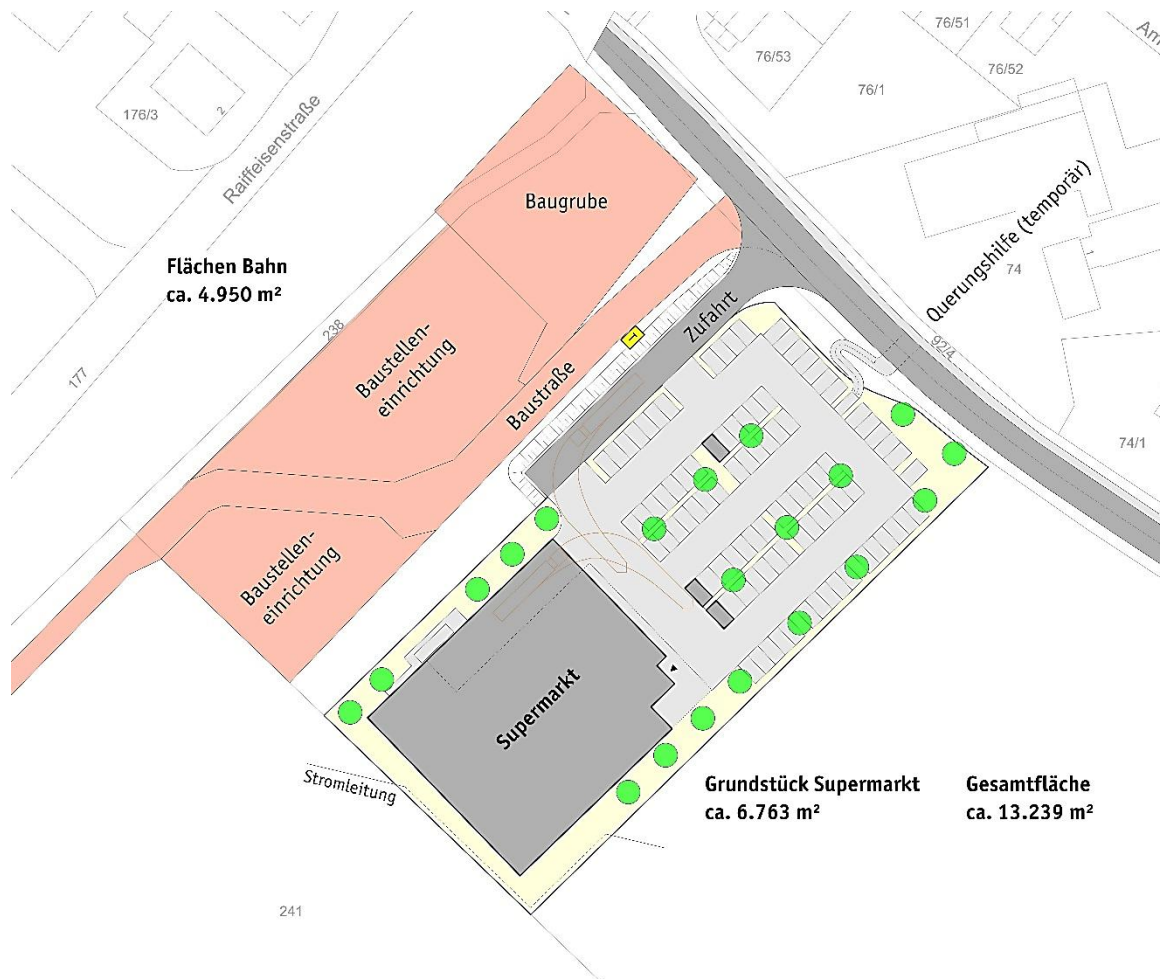 76/51
Am
76/53
76/52
76/1
176/3
2
Raiffeisenstraße
Baugrube
Querungshilfe (temporär)
74
Flächen Bahn
ca. 4.950 m²
Zufahrt
238
92/4
Baustellen-
einrichtung
177
Baustraße
T
74/1
Baustellen-
einrichtung
Supermarkt
Stromleitung
Grundstück Supermarkt
ca. 6.763 m²
Gesamtfläche
ca. 13.239 m²
241